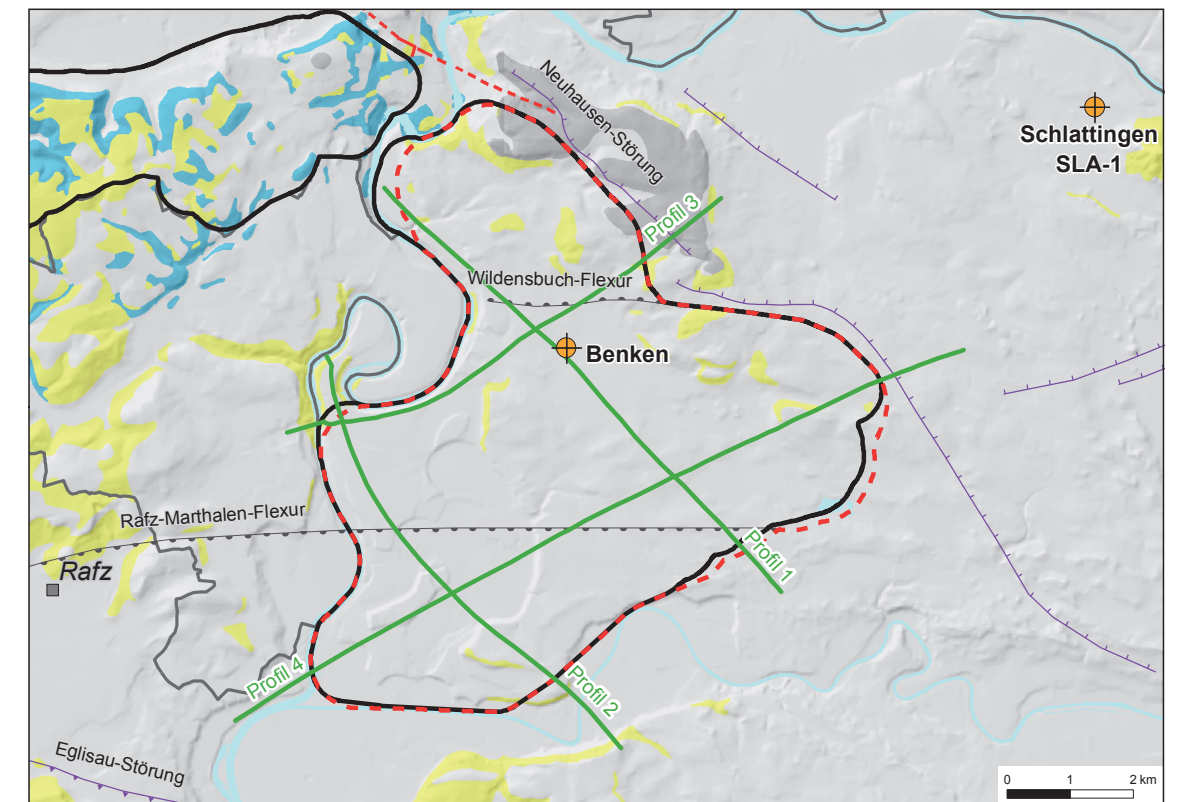 Neuhausen-Störung
Schlattingen
SLA-1
Profil 3
Wildensbuch-Flexur
Benken
Rafz-Marthalen-Flexur
Rafz
Profil 1
Profil 4
Profil 2
Eglisau-Störung
0 1 2 km